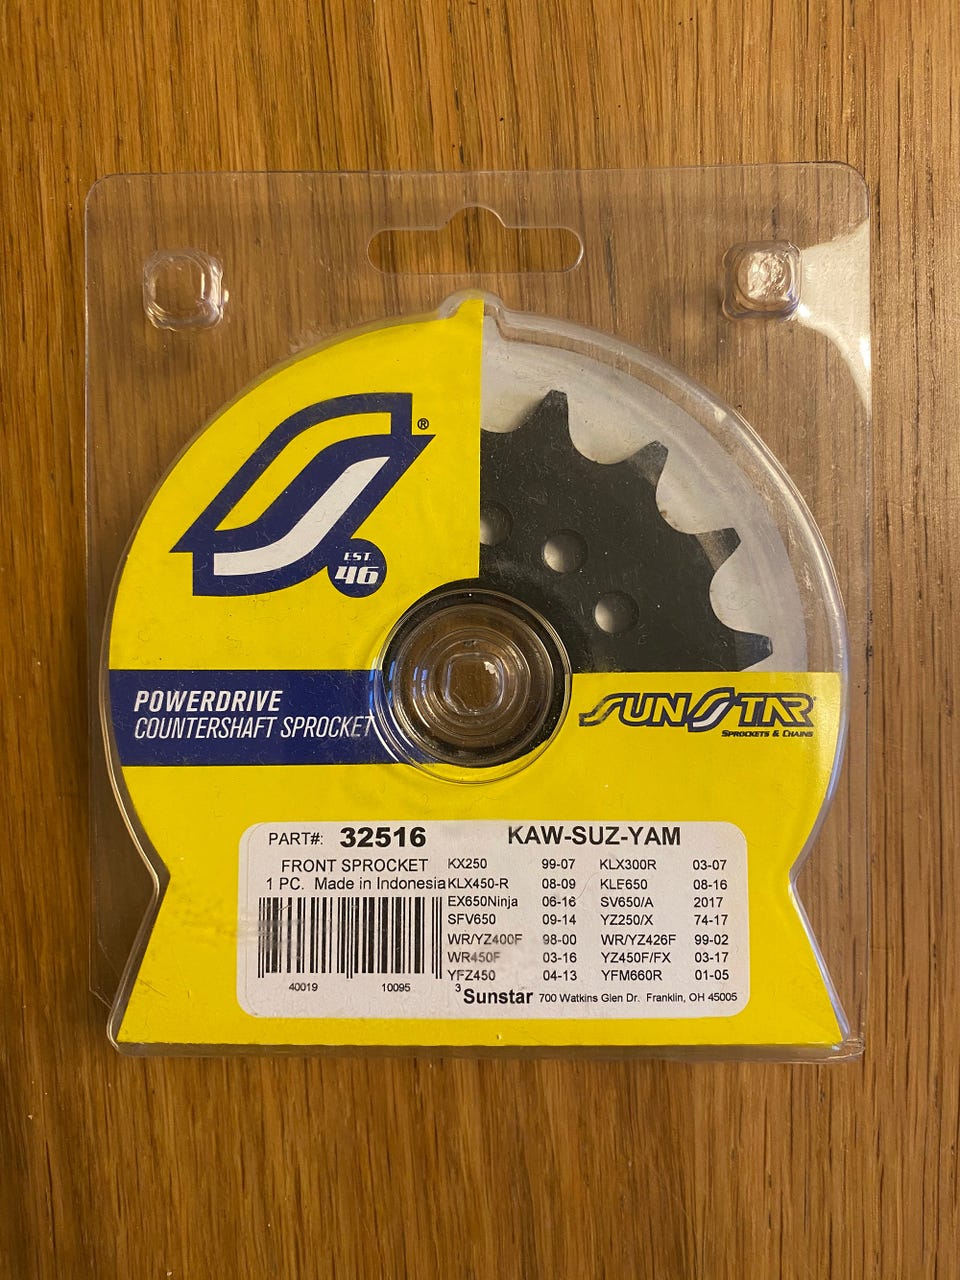 ®
EST.
46
POWERDRIVE
COUNTERSHAFT SPROCKET
SUNSTAR
SPROCKETS & CHAINS
PART#: 32516 KAW-SUZ-YAM
FRONT SPROCKET
1 PC. Made in Indonesia
KX250 99-07 KLX300R 03-07
KLX450-R 08-09 KLE650 08-16
EX650Ninja 06-16 SV650/A 2017
SFV650 09-14 YZ250/X 74-17
WR/YZ400F 98-00 WR/YZ426F 99-02
WR450F 03-16 YZ450F/FX 03-17
YFZ450 04-13 YFM660R 01-05
40019 10095 3
Sunstar 700 Watkins Glen Dr. Franklin, OH 45005